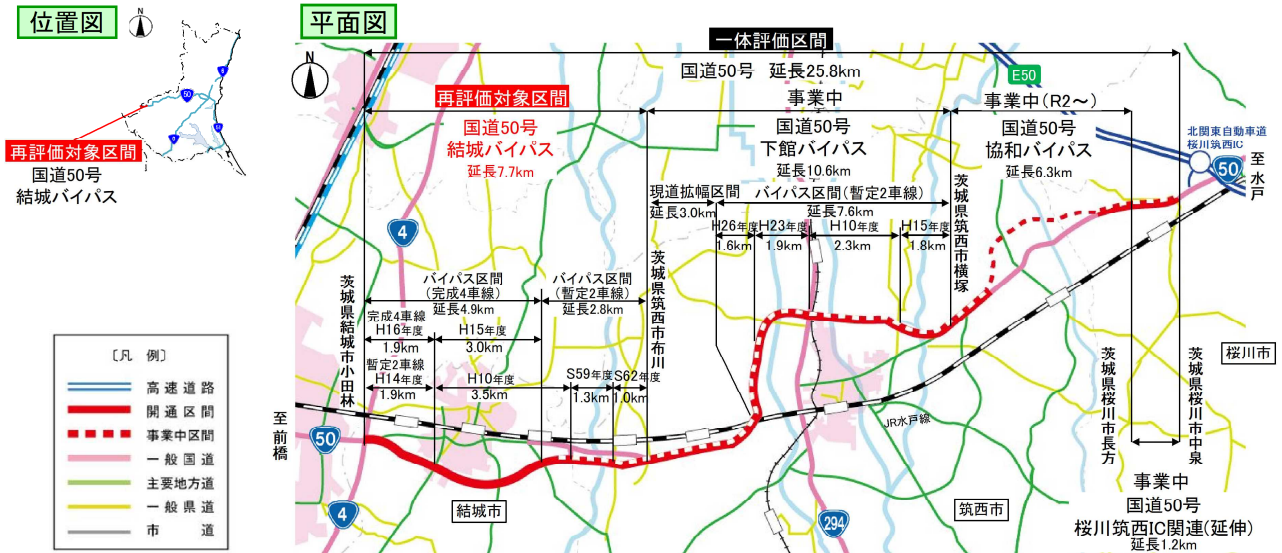 位置図
N
6
50
51
再評価対象区間
国道50号
結城バイパス
平面図
N
一体評価区間
国道50号 延長25.8km
E50
再評価対象区間
国道50号
結城バイパス
延長7.7km
事業中
国道50号
下館バイパス
延長10.6km
事業中(R2～)
国道50号
協和バイパス
延長6.3km
北関東自動車道
桜川筑西IC
50
至水戸
現道拡幅区間
延長3.0km
バイパス区間(暫定2車線)
延長7.6km
H26年度
1.6km
H23年度
1.9km
H10年度
2.3km
H15年度
1.8km
4
茨城県結城市小田林
バイパス区間
(完成4車線)
延長4.9km
バイパス区間
(暫定2車線)
延長2.8km
完成4車線
H16年度
1.9km
H15年度
3.0km
暫定2車線
H14年度
1.9km
H10年度
3.5km
S59年度
1.3km
S62年度
1.0km
茨城県筑西市布川
茨城県筑西市横塚
茨城県桜川市長方
茨城県桜川市中泉
桜川市
JR水戸線
至前橋
50
4
結城市
294
筑西市
事業中
国道50号
桜川筑西IC関連(延伸)
延長1.2km
〔凡 例〕
高速道路
開通区間
事業中区間
一般国道
主要地方道
一般県道
市道